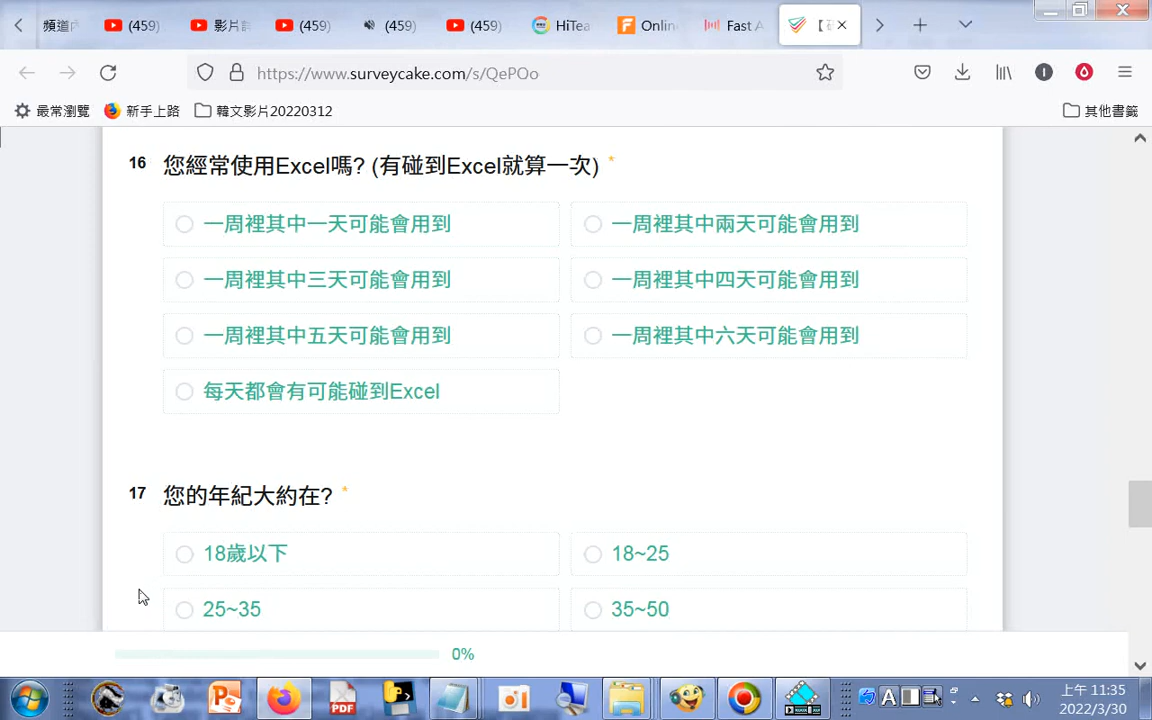 頻道內
(459)
影片詳
(459)
(459)
(459)
HiTea
Onlin
Fast A
https://www.surveycake.com/s/QePOo
最常瀏覽
新手上路
韓文影片20220312
其他書籤
16 您經常使用Excel嗎? (有碰到Excel就算一次) *
一周裡其中一天可能會用到
一周裡其中兩天可能會用到
一周裡其中三天可能會用到
一周裡其中四天可能會用到
一周裡其中五天可能會用到
一周裡其中六天可能會用到
每天都會有可能碰到Excel
17 您的年紀大約在? *
18歲以下
18~25
25~35
35~50
0%
PDF
A
上午 11:35
2022/3/30